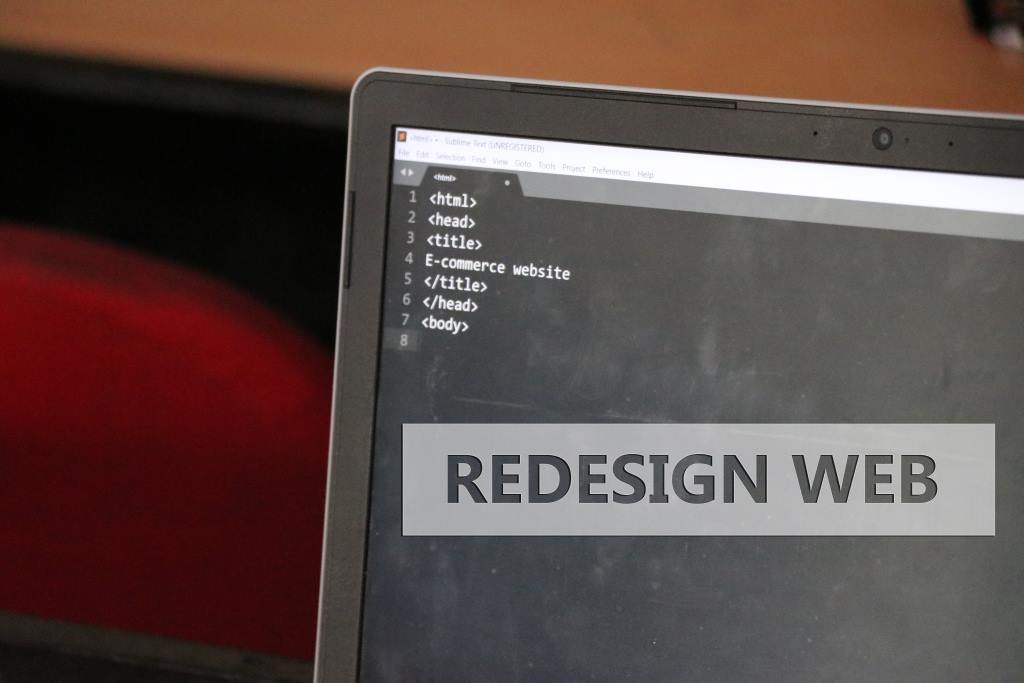 <html> • - Sublime Text (UNREGISTERED)
File Edit Selection Find View Goto Tools Project Preferences Help
<html>
1 <html>
2 <head>
3 <title>
4 E-commerce website
5 </title>
6 </head>
7 <body>
8
REDESIGN WEB